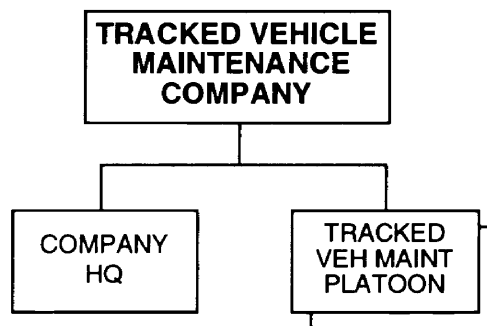 TRACKED VEHICLE
MAINTENANCE
COMPANY
COMPANY
HQ
TRACKED
VEH MAINT
PLATOON